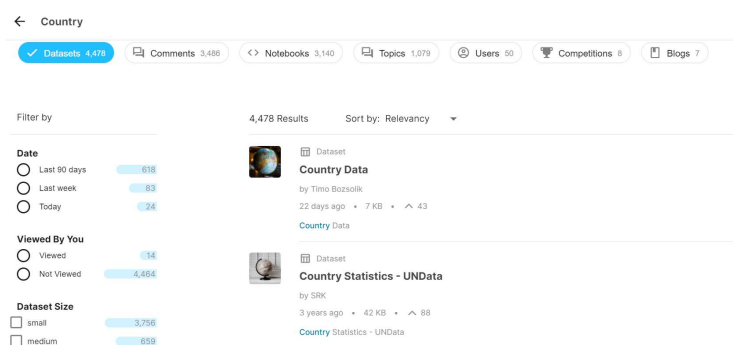 Country
Datasets 4,478
Comments 3,486
Notebooks 3,140
Topics 1,079
Users 50
Competitions 8
Blogs 7
Filter by
4,478 Results
Sort by: Relevancy
Date
Last 90 days 618
Last week 83
Today 24
Viewed By You
Viewed 14
Not Viewed 4,464
Dataset Size
small 3,756
medium 659
Dataset
Country Data
by Timo Bozsolik
22 days ago • 7 KB • 43
Country Data
Dataset
Country Statistics - UNData
by SRK
3 years ago • 42 KB • 88
Country Statistics - UNData